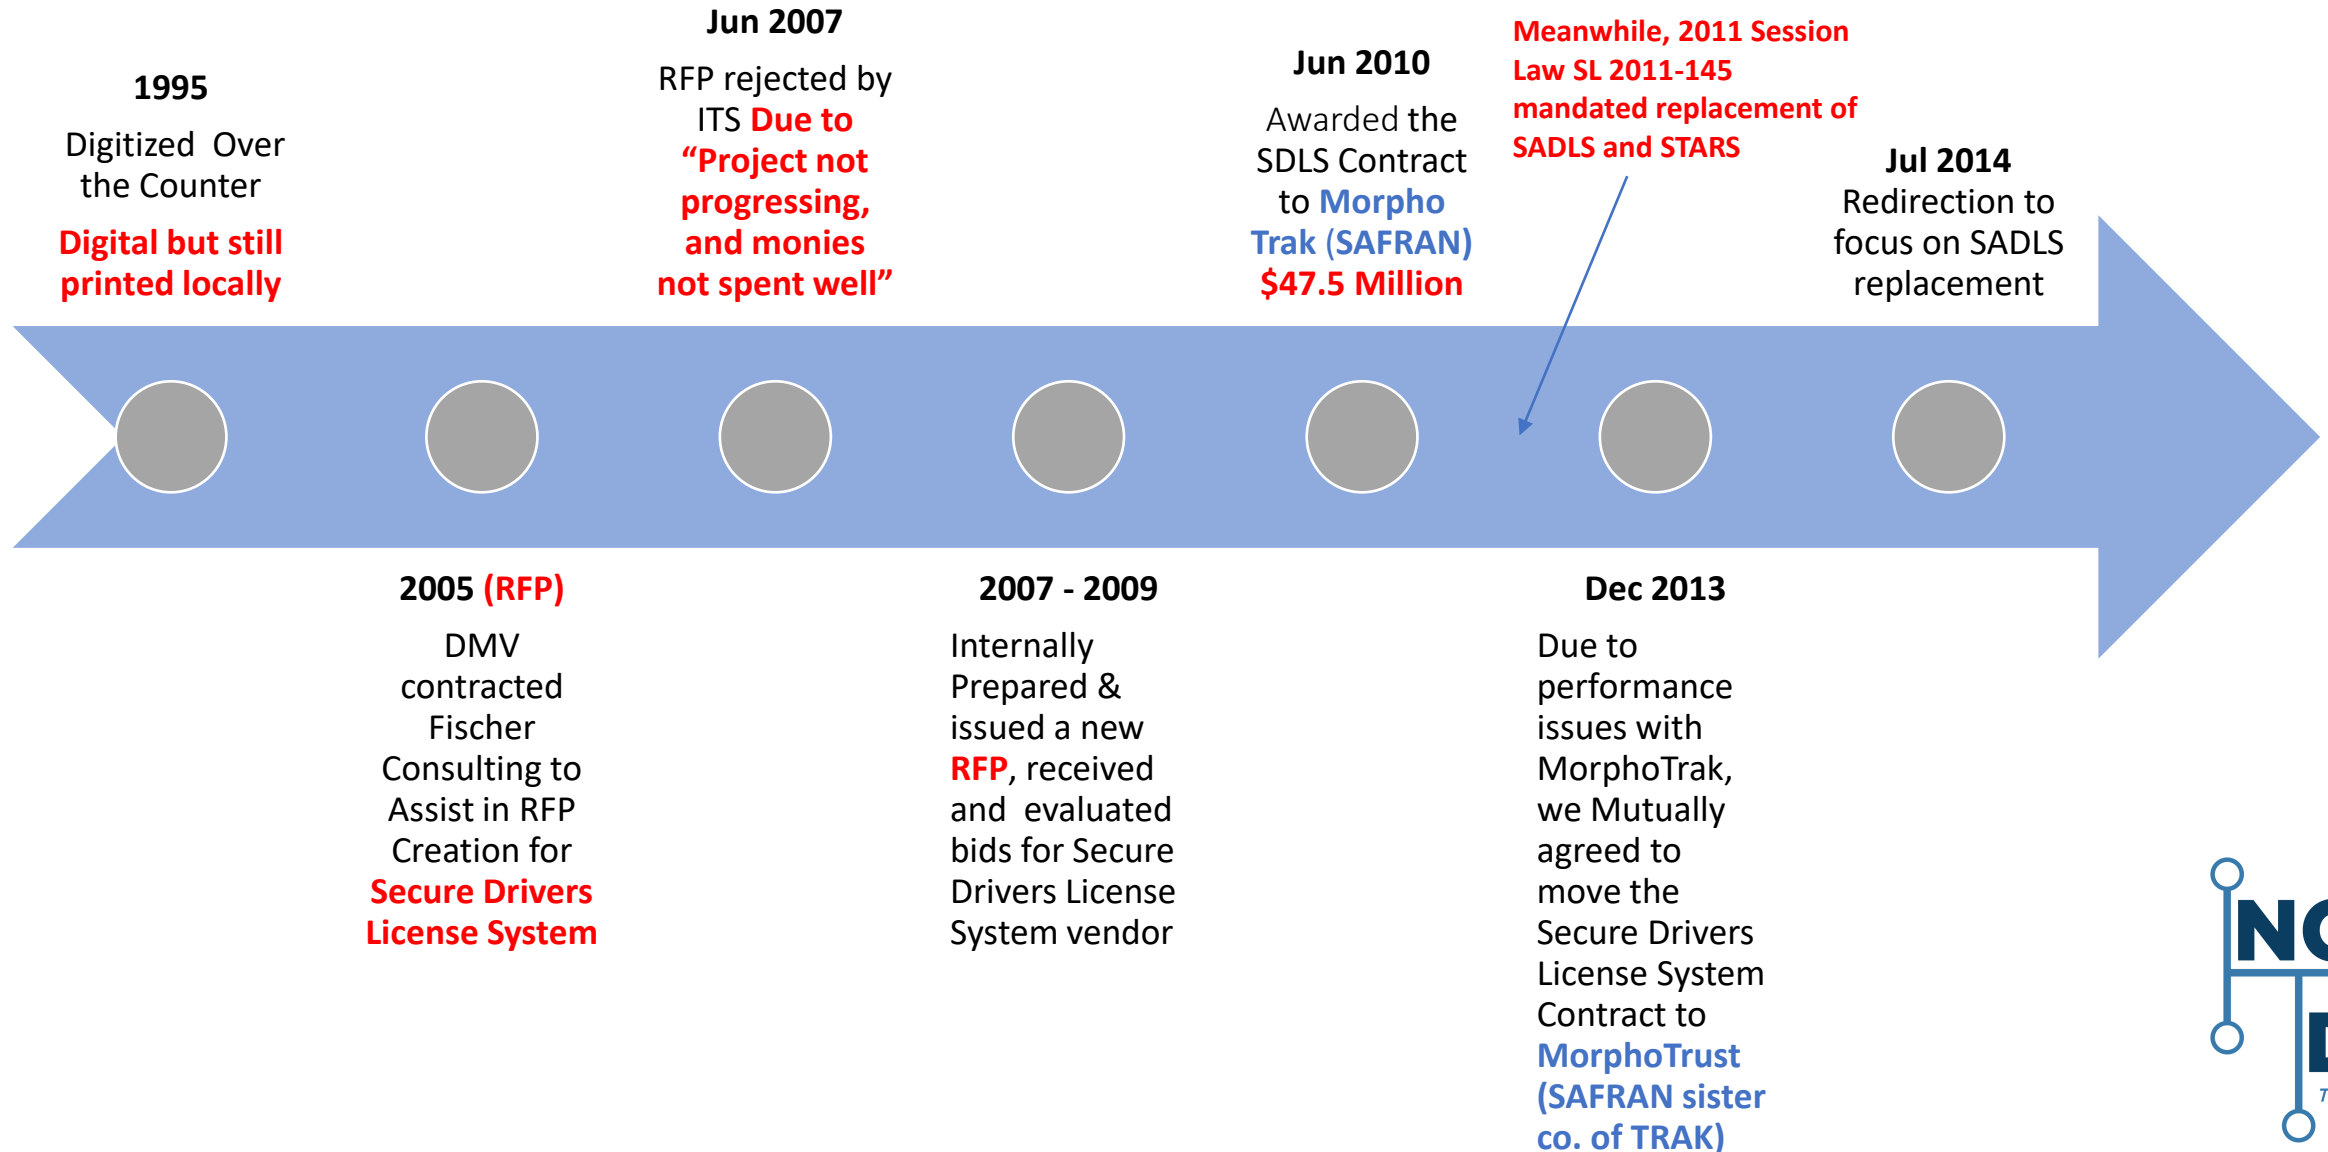 1995
Digitized  Over
the Counter
Digital but still
printed locally
2005 (RFP)
DMV
contracted
Fischer
Consulting to
Assist in RFP
Creation for
Secure Drivers
License System
Jun 2007
RFP rejected by
ITS Due to
“Project not
progressing,
and monies
not spent well”
2007 - 2009
Internally
Prepared &
issued a new
RFP, received
and  evaluated
bids for Secure
Drivers License
System vendor
Jun 2010
Awarded the
SDLS Contract
to Morpho
Trak (SAFRAN)
$47.5 Million
Meanwhile, 2011 Session
Law SL 2011-145
mandated replacement of
SADLS and STARS
Dec 2013
Due to
performance
issues with
MorphoTrak,
we Mutually
agreed to
move the
Secure Drivers
License System
Contract to
MorphoTrust
(SAFRAN sister
co. of TRAK)
Jul 2014
Redirection to
focus on SADLS
replacement